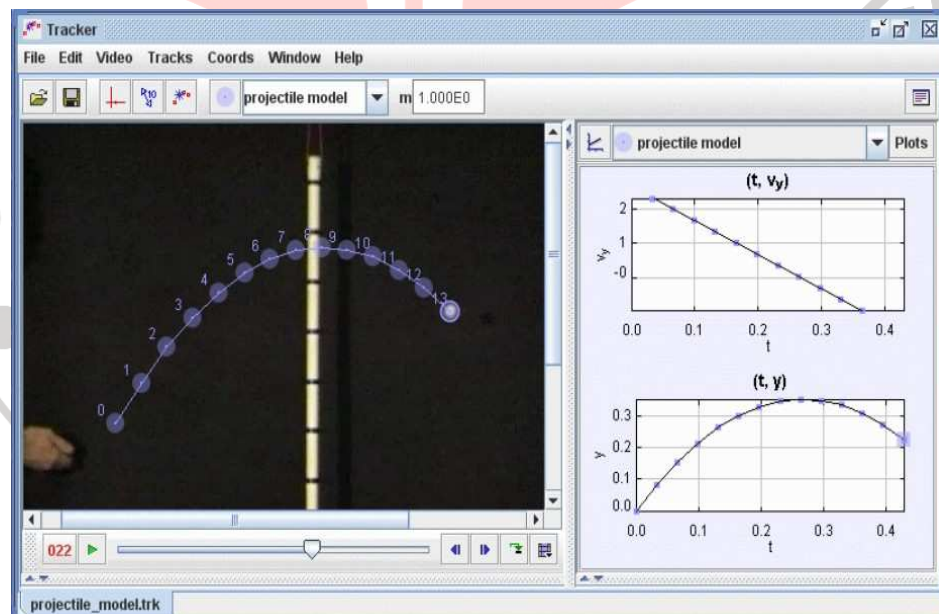 Tracker
File Edit Video Tracks Coords Window Help
projectile model m 1.000E0
projectile model Plots
(t, vy)
2
1
-0
vy
0.0 0.1 0.2 0.3 0.4
t
(t, y)
0.3
0.2
0.1
0.0
y
0.0 0.1 0.2 0.3 0.4
t
0 1 2 3 4 5 6 7 8 9 10 11 12 13
022
projectile_model.trk